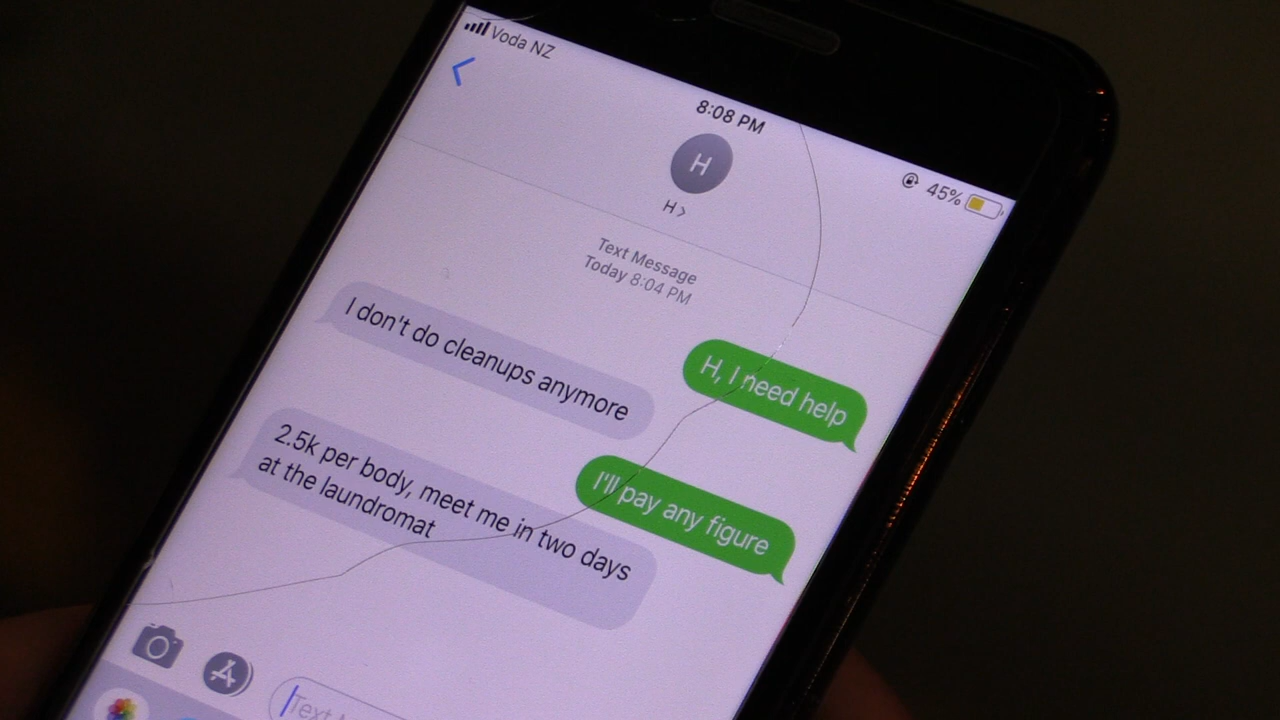 Voda NZ
8:08 PM
45%
H
H
Text Message
Today 8:04 PM
H, I need help
I don't do cleanups anymore
I'll pay any figure
2.5k per body, meet me in two days
at the laundromat
Text